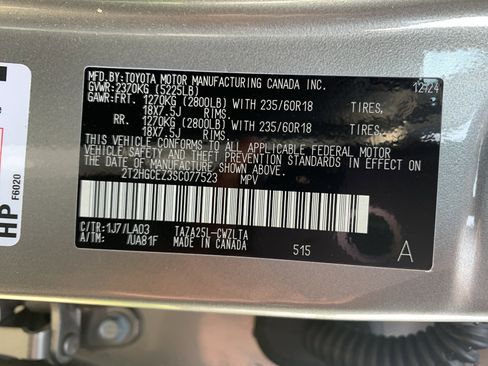 MFD.BY:TOYOTA MOTOR MANUFACTURING CANADA INC.
GVWR:2370KG (5225LB) 12/24
GAWR:FRT. 1270KG (2800LB) WITH 235/60R18 TIRES,
18X7.5J RIMS.
RR. 1270KG (2800LB) WITH 235/60R18 TIRES,
18X7.5J RIMS.
THIS VEHICLE CONFORMS TO ALL APPLICABLE FEDERAL MOTOR
VEHICLE SAFETY AND THEFT PREVENTION STANDARDS IN EFFECT
ON THE DATE OF MANUFACTURE SHOWN ABOVE.
2T2HGCEZ3SC077523 MPV
C/TR:1J7/LA03 TAZA25L-CWZLTA
A/TM: /UA81F MADE IN CANADA 515 A
HP
F6020